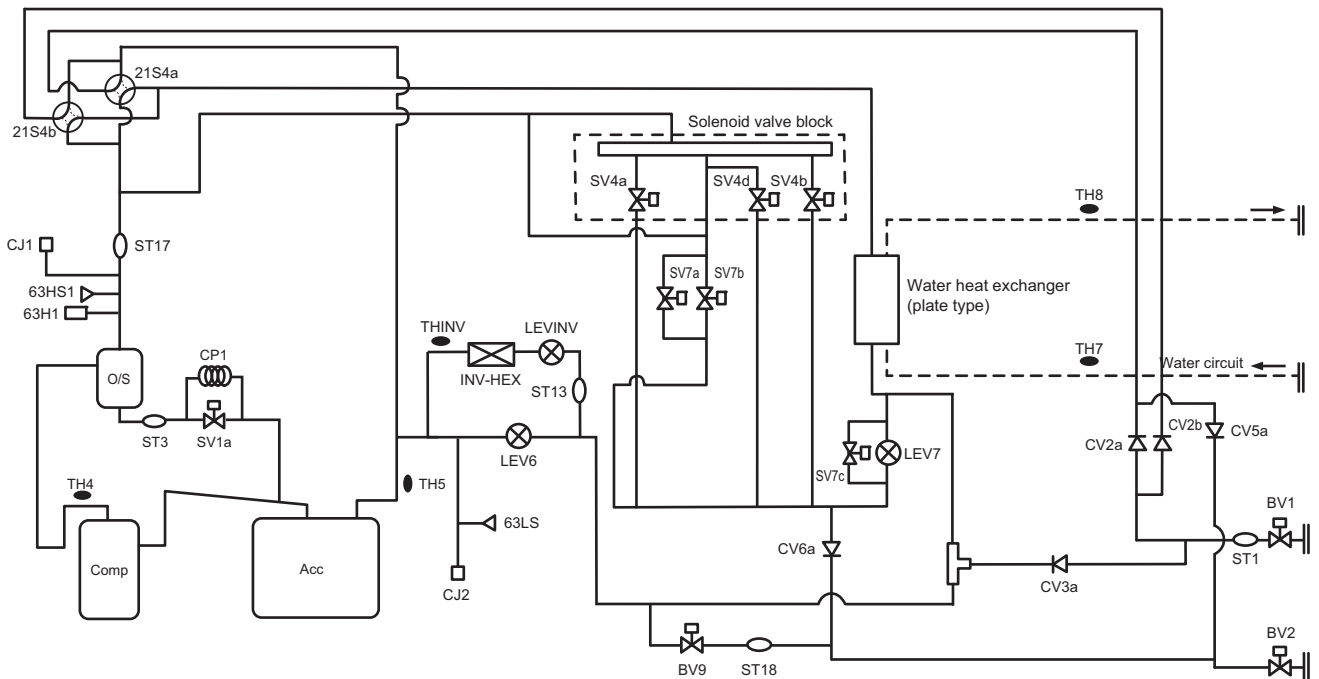 21S4a
21S4b
Solenoid valve block
SV4a
SV4d
SV4b
TH8
CJ1
ST17
SV7a
SV7b
63HS1
63H1
Water heat exchanger
(plate type)
THINV
LEVINV
CP1
TH7
Water circuit
O/S
INV-HEX
ST13
ST3
SV1a
LEV6
CV2a
CV2b
CV5a
LEV7
SV7c
TH4
TH5
BV1
63LS
CV6a
ST1
Comp
Acc
CJ2
CV3a
BV2
BV9
ST18